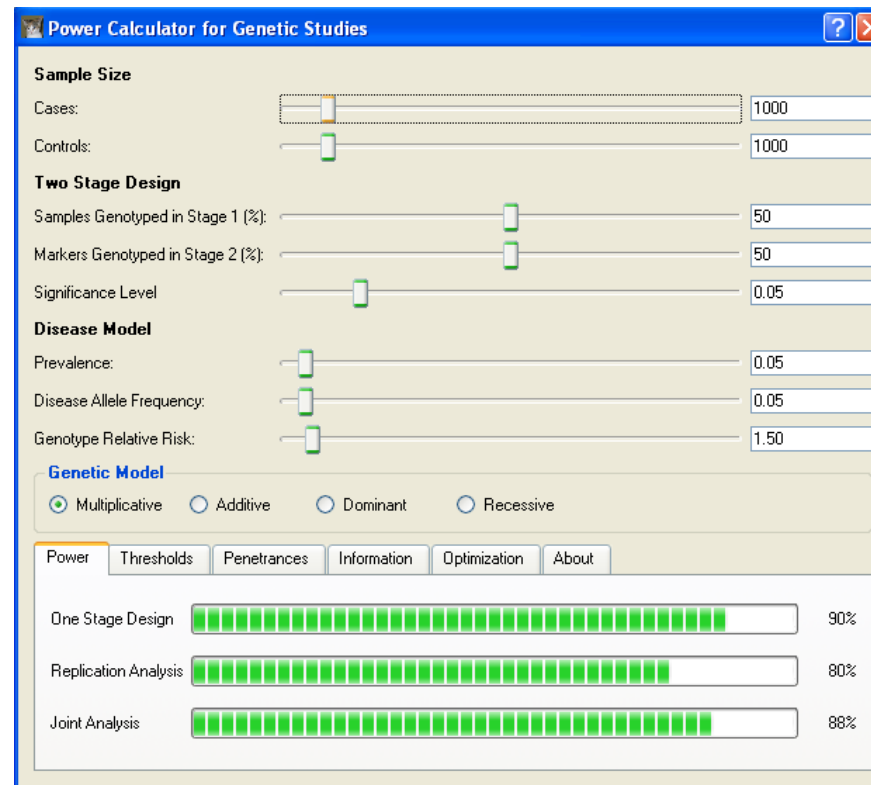 Power Calculator for Genetic Studies
Sample Size
Cases: 1000
Controls: 1000
Two Stage Design
Samples Genotyped in Stage 1 (%): 50
Markers Genotyped in Stage 2 (%): 50
Significance Level 0.05
Disease Model
Prevalence: 0.05
Disease Allele Frequency: 0.05
Genotype Relative Risk: 1.50
Genetic Model
Multiplicative Additive Dominant Recessive
Power Thresholds Penetrances Information Optimization About
One Stage Design 90%
Replication Analysis 80%
Joint Analysis 88%